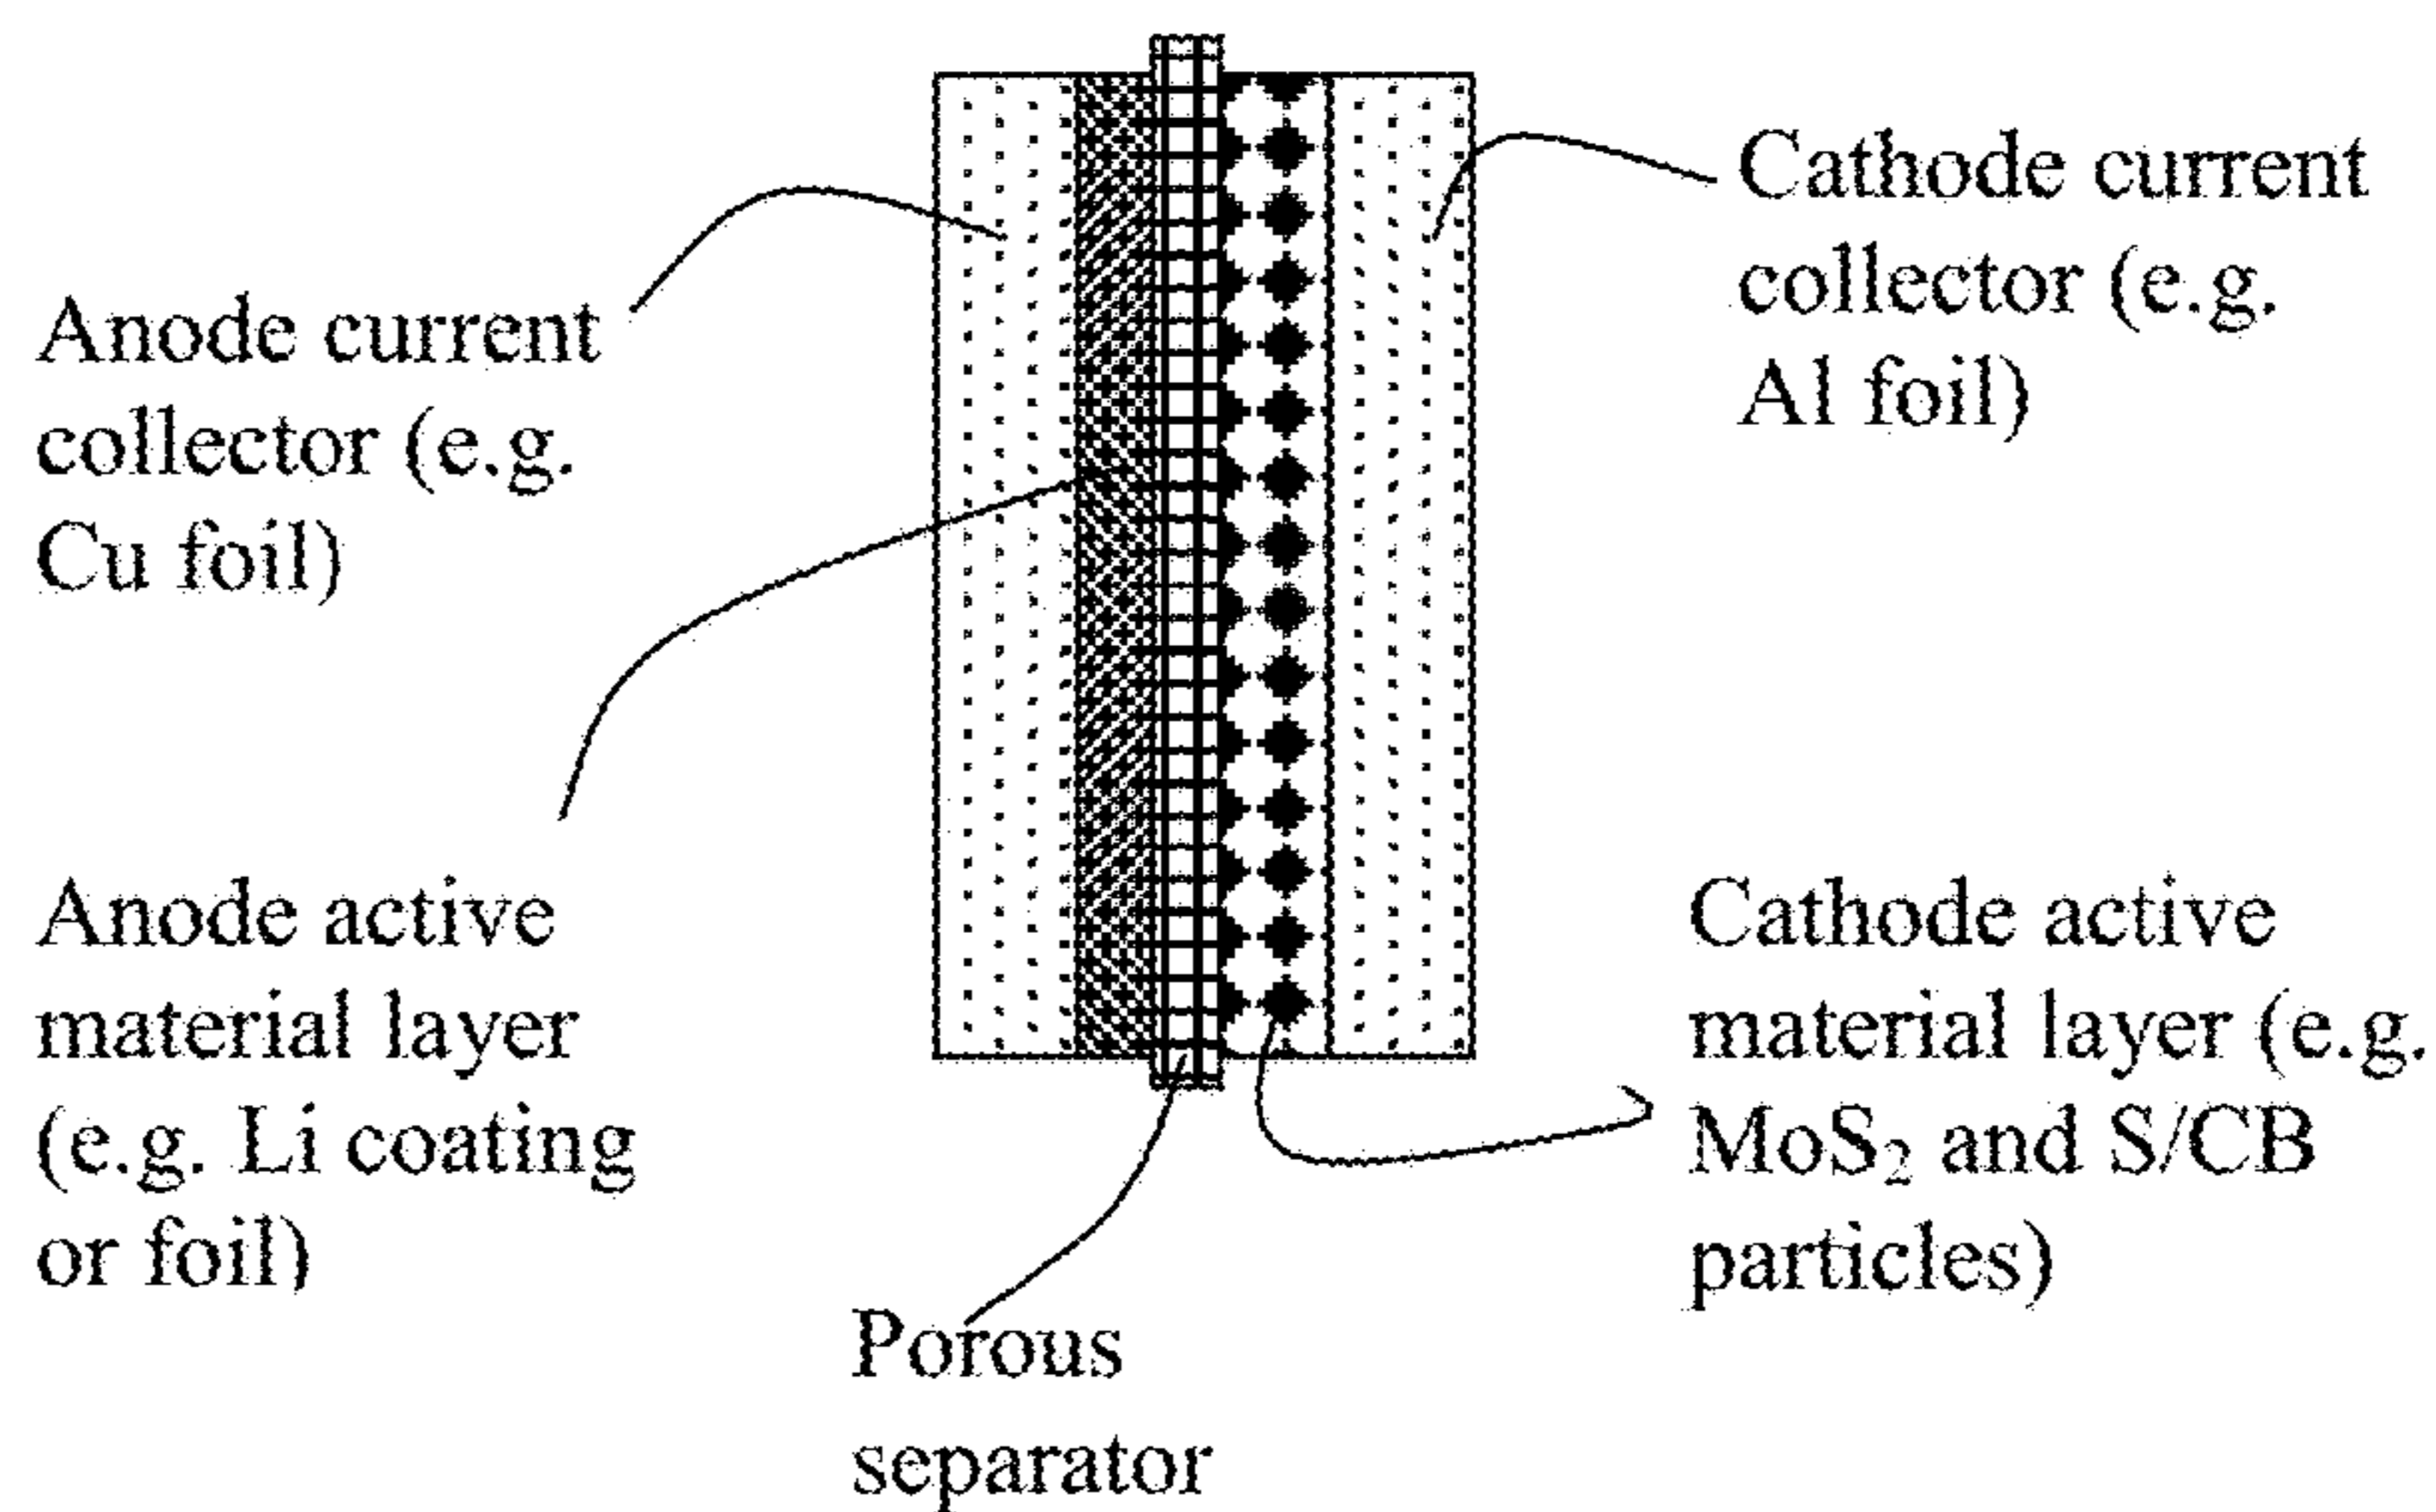 Anode current
collector (e.g.
Cu foil)
Anode active
material layer
(e.g. Li coating
or foil)
Porous
separator
Cathode current
collector (e.g.
Al foil)
Cathode active
material layer (e.g.
MoS₂ and S/CB
particles)